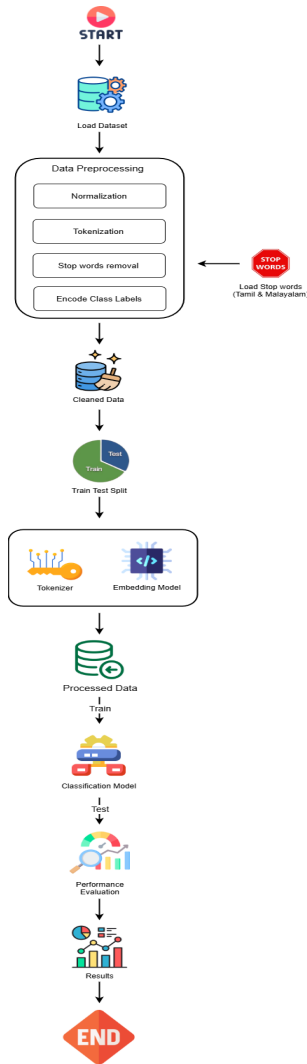 START
Load Dataset
Data Preprocessing
Normalization
Tokenization
Stop words removal
Encode Class Labels
STOP
WORDS
Load Stop words
(Tamil & Malayalam)
Cleaned Data
Test
Train
Train Test Split
</>
Tokenizer
Embedding Model
Processed Data
Train
Classification Model
Test
Performance
Evaluation
Results
END